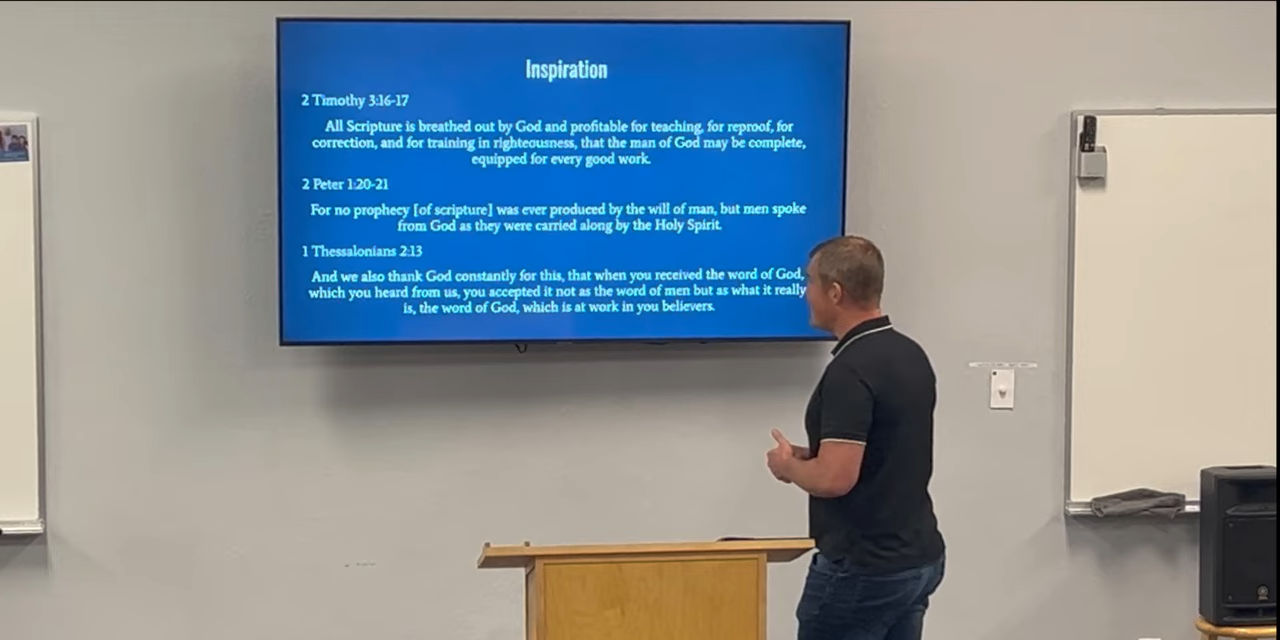 Inspiration
2 Timothy 3:16-17
All Scripture is breathed out by God and profitable for teaching, for reproof, for
correction, and for training in righteousness, that the man of God may be complete,
equipped for every good work.
2 Peter 1:20-21
For no prophecy [of scripture] was ever produced by the will of man, but men spoke
from God as they were carried along by the Holy Spirit.
1 Thessalonians 2:13
And we also thank God constantly for this, that when you received the word of God,
which you heard from us, you accepted it not as the word of men but as what it really
is, the word of God, which is at work in you believers.